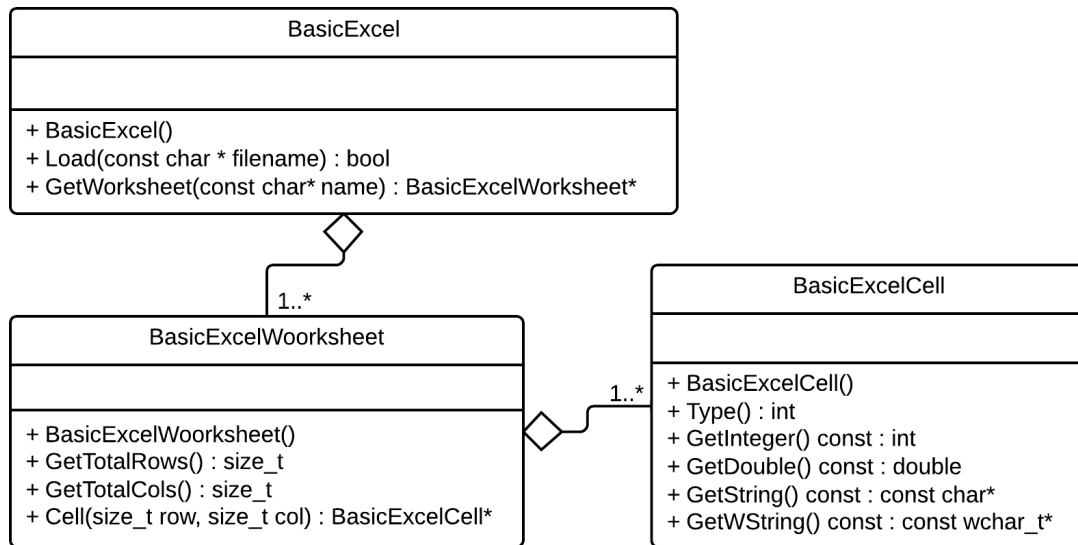 BasicExcel
+ BasicExcel()
+ Load(const char * filename) : bool
+ GetWorksheet(const char* name) : BasicExcelWorksheet*
1..*
BasicExcelWoorksheet
+ BasicExcelWoorksheet()
+ GetTotalRows() : size_t
+ GetTotalCols() : size_t
+ Cell(size_t row, size_t col) : BasicExcelCell*
1..*
BasicExcelCell
+ BasicExcelCell()
+ Type() : int
+ GetInteger() const : int
+ GetDouble() const : double
+ GetString() const : const char*
+ GetWString() const : const wchar_t*